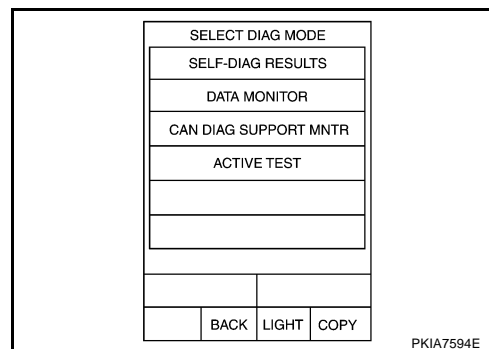 SELECT DIAG MODE
SELF-DIAG RESULTS
DATA MONITOR
CAN DIAG SUPPORT MNTR
ACTIVE TEST
BACK LIGHT COPY
PKIA7594E